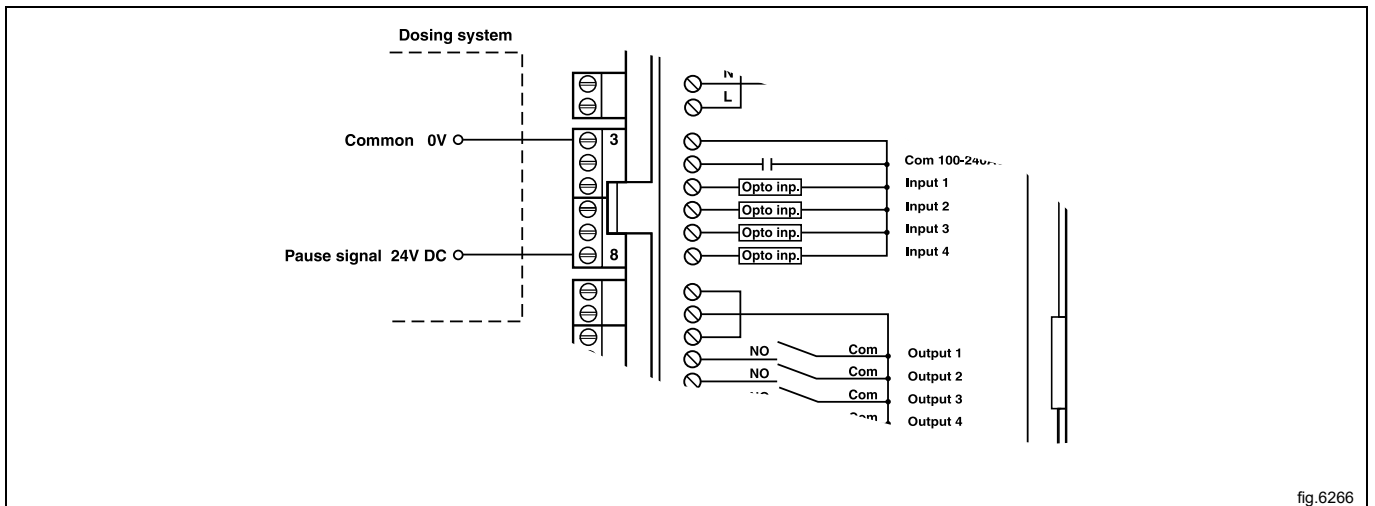 Dosing system
Common 0V
3
Pause signal 24V DC
8
N
L
Com
Opto inp.
Input 1
Opto inp.
Input 2
Opto inp.
Input 3
Opto inp.
Input 4
NO
Com
Output 1
NO
Com
Output 2
Com
Output 3
Output 4
fig.6266